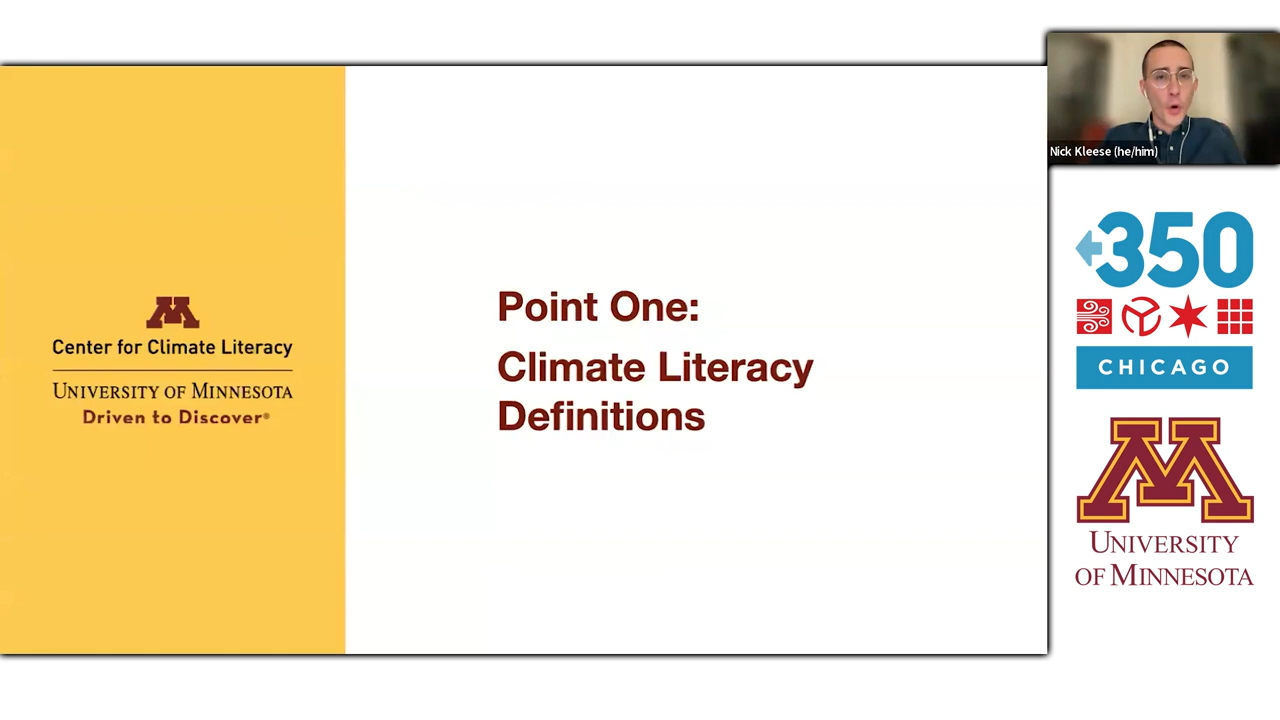 Center for Climate Literacy
UNIVERSITY OF MINNESOTA
Driven to Discover®
Point One:
Climate Literacy
Definitions
Nick Kleese (he/him)
350
CHICAGO
M
UNIVERSITY
OF MINNESOTA